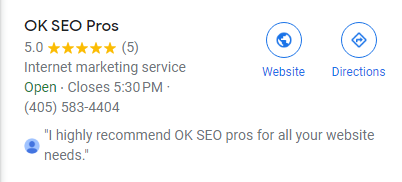 OK SEO Pros
5.0 ★★★★★ (5)
Internet marketing service
Open · Closes 5:30 PM ·
(405) 583-4404
Website
Directions
"I highly recommend OK SEO pros for all your website
needs."